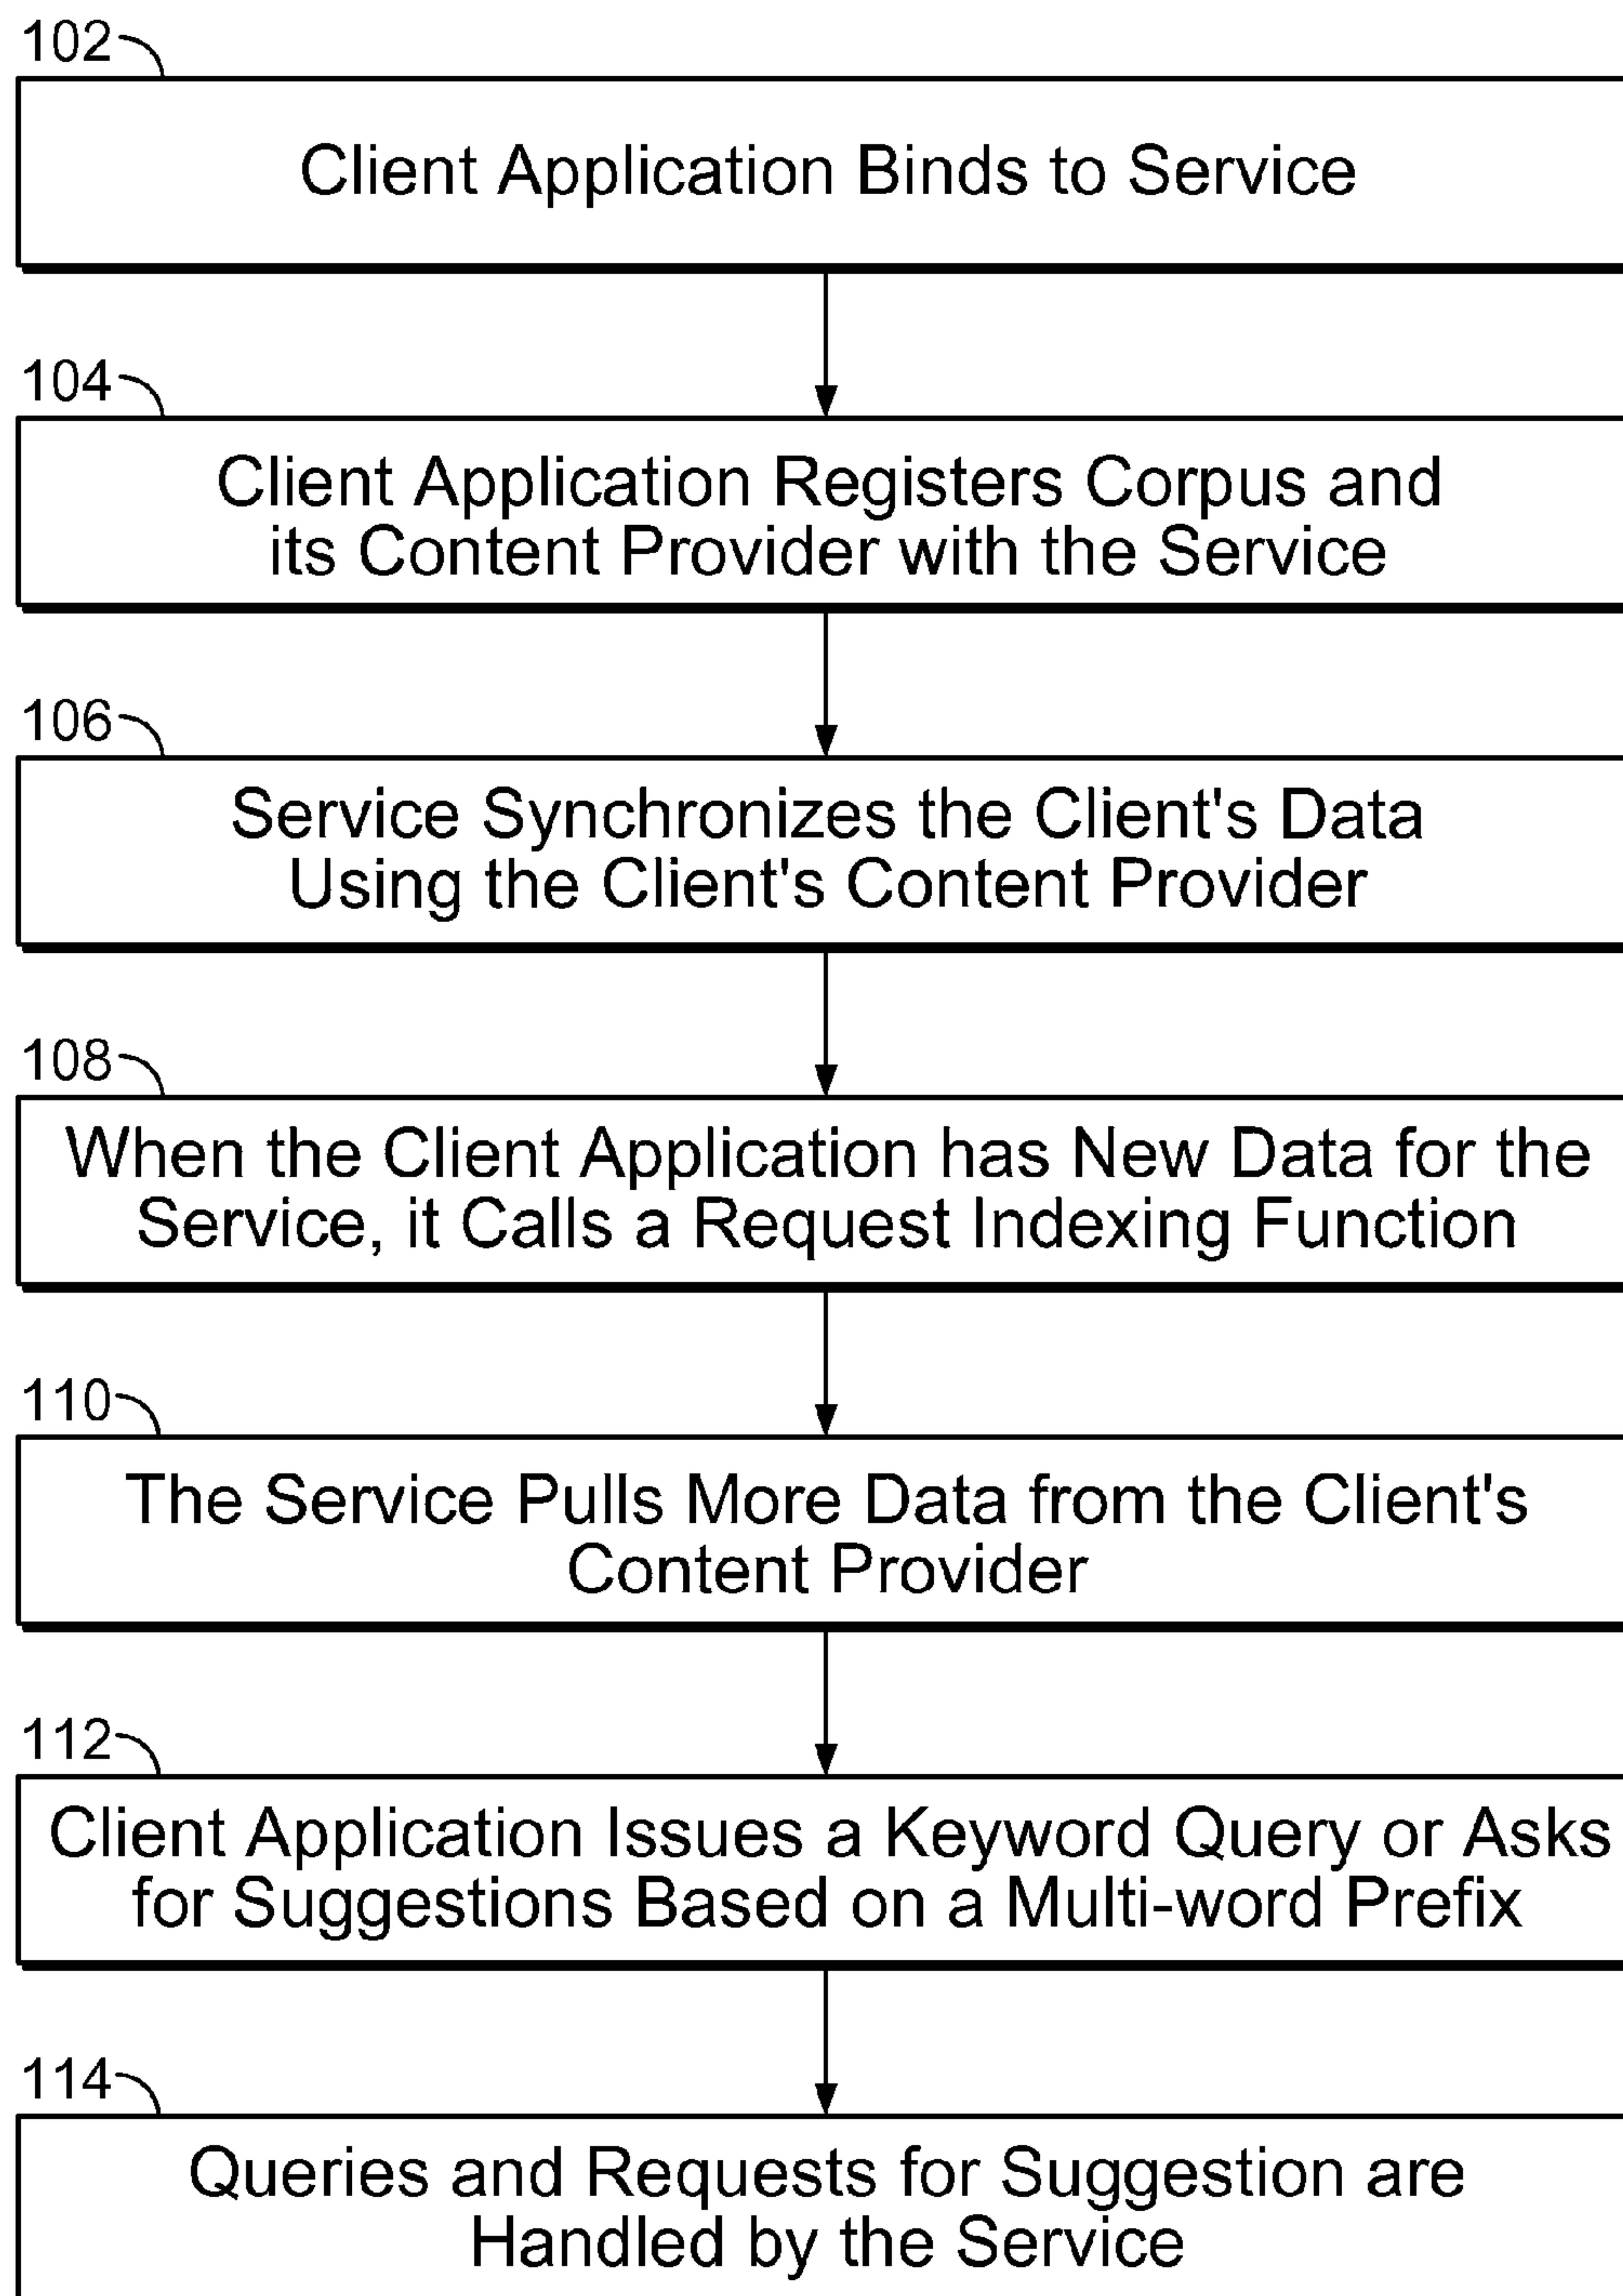 102
Client Application Binds to Service
104
Client Application Registers Corpus and
its Content Provider with the Service
106
Service Synchronizes the Client's Data
Using the Client's Content Provider
108
When the Client Application has New Data for the
Service, it Calls a Request Indexing Function
110
The Service Pulls More Data from the Client's
Content Provider
112
Client Application Issues a Keyword Query or Asks
for Suggestions Based on a Multi-word Prefix
114
Queries and Requests for Suggestion are
Handled by the Service